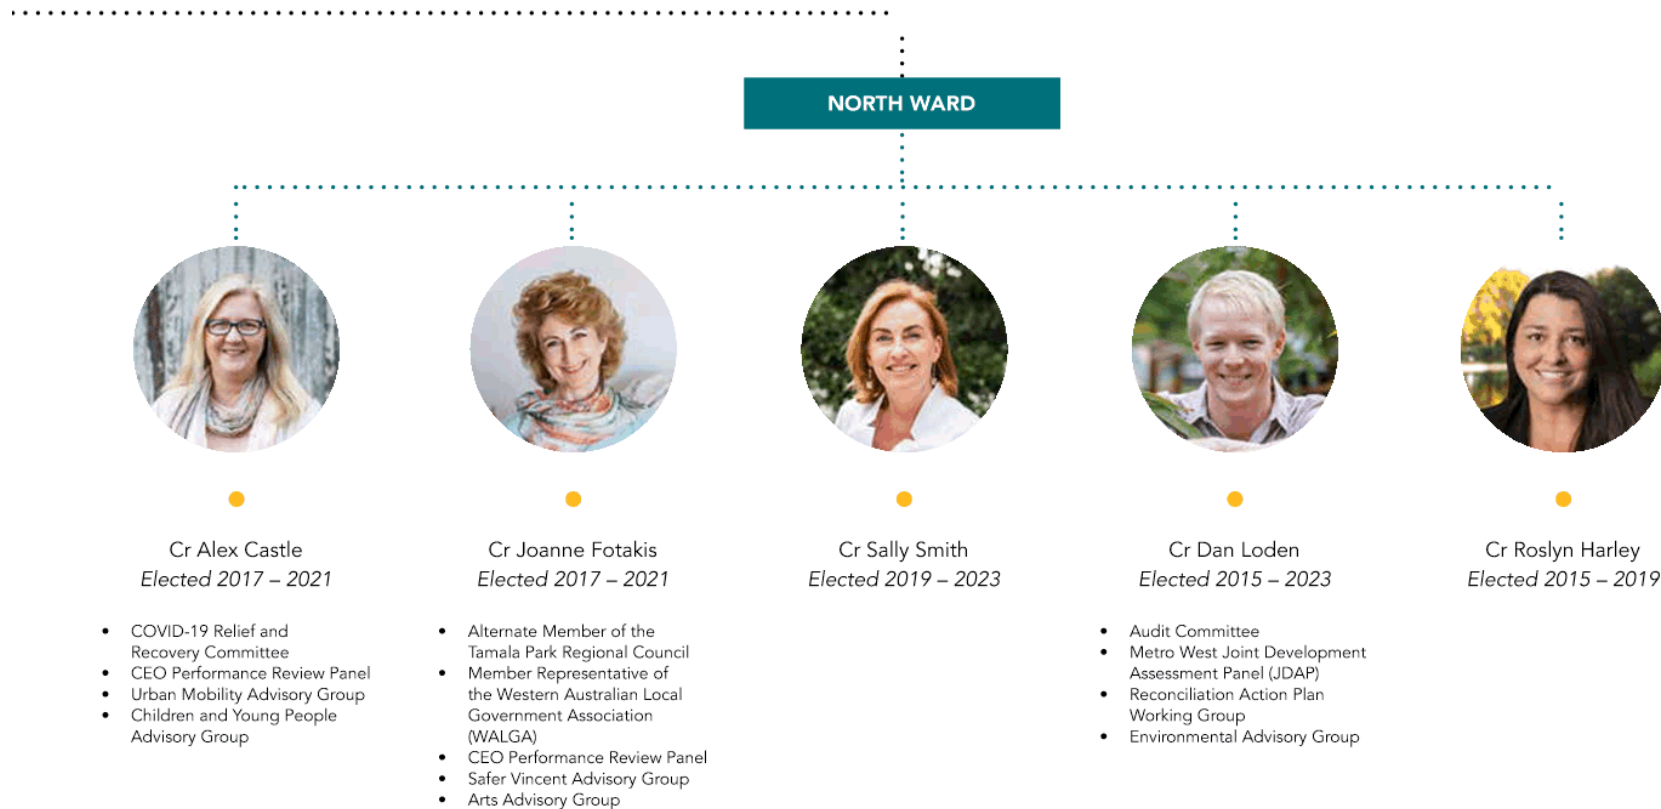 NORTH WARD
Cr Alex Castle
Elected 2017 – 2021
• COVID-19 Relief and
Recovery Committee
• CEO Performance Review Panel
• Urban Mobility Advisory Group
• Children and Young People
Advisory Group
Cr Joanne Fotakis
Elected 2017 – 2021
• Alternate Member of the
Tamala Park Regional Council
• Member Representative of
the Western Australian Local
Government Association
(WALGA)
• CEO Performance Review Panel
• Safer Vincent Advisory Group
• Arts Advisory Group
Cr Sally Smith
Elected 2019 – 2023
Cr Dan Loden
Elected 2015 – 2023
• Audit Committee
• Metro West Joint Development
Assessment Panel (JDAP)
• Reconciliation Action Plan
Working Group
• Environmental Advisory Group
Cr Roslyn Harley
Elected 2015 – 2019